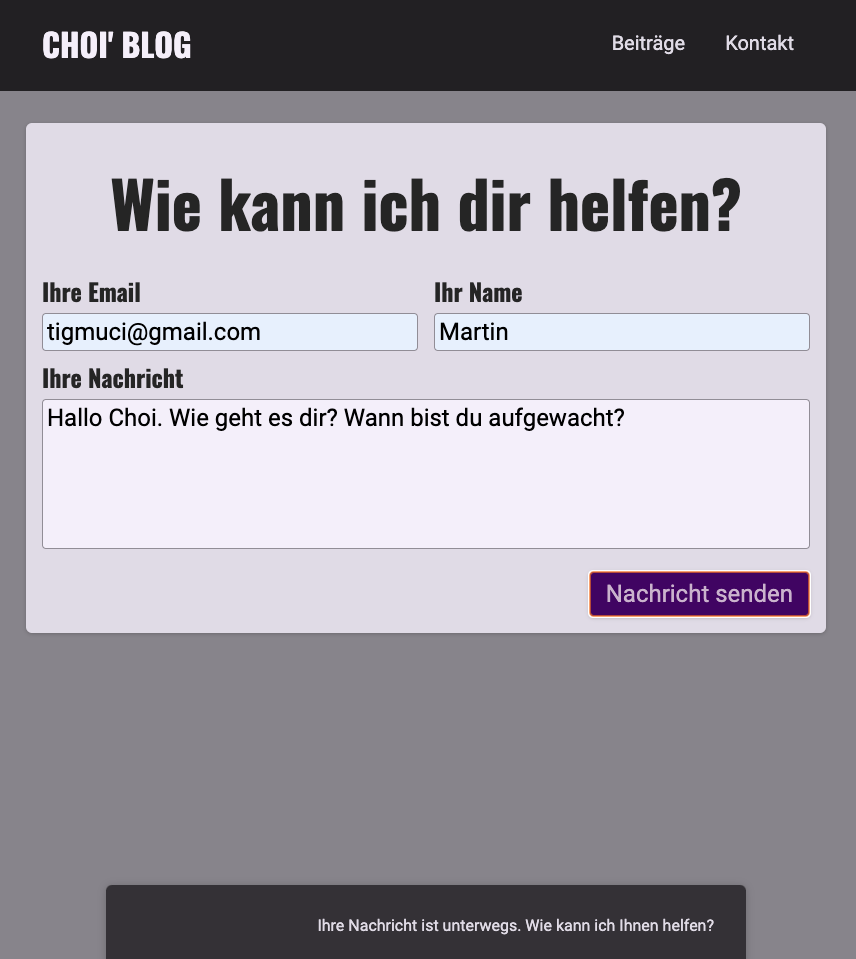 CHOI' BLOG
Beiträge
Kontakt
Wie kann ich dir helfen?
Ihre Email
Ihr Name
tigmuci@gmail.com
Martin
Ihre Nachricht
Hallo Choi. Wie geht es dir? Wann bist du aufgewacht?
Nachricht senden
Ihre Nachricht ist unterwegs. Wie kann ich Ihnen helfen?